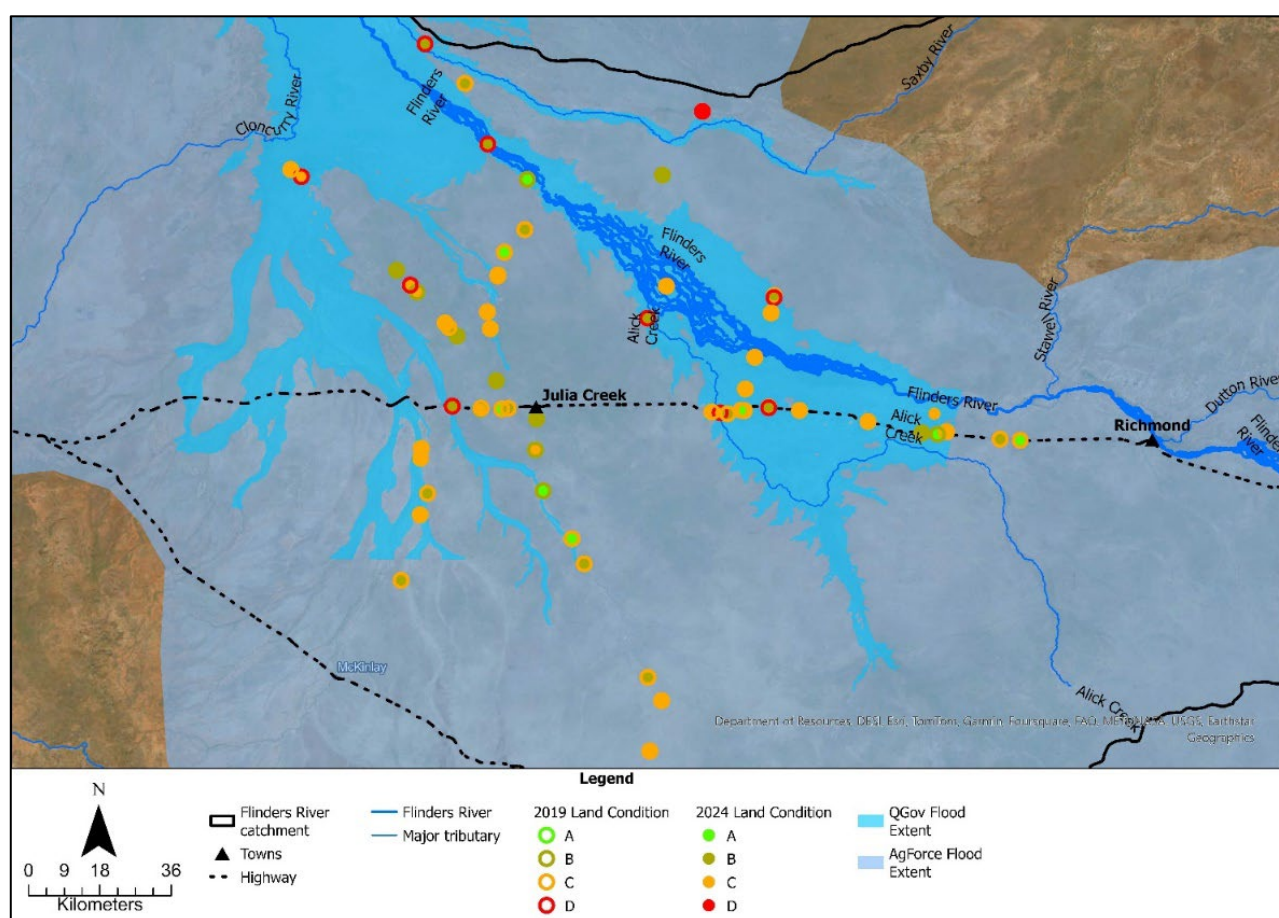 Saxby River
Flinders
River
Cloncurry River
Flinders
River
Alick
Creek
Stawell River
Julia Creek
Flinders River
Dutton River
Alick
Creek
Richmond
Flinders
River
McKinlay
Alick Creek
Department of Resources, DESI, Esri, TomTom, Garmin, Foursquare, FAO, METI/NASA, USGS, Earthstar
Geographics
Legend
N
0 9 18 36
Kilometers
Flinders River
catchment
Towns
Highway
Flinders River
Major tributary
2019 Land Condition
A
B
C
D
2024 Land Condition
A
B
C
D
QGov Flood
Extent
AgForce Flood
Extent